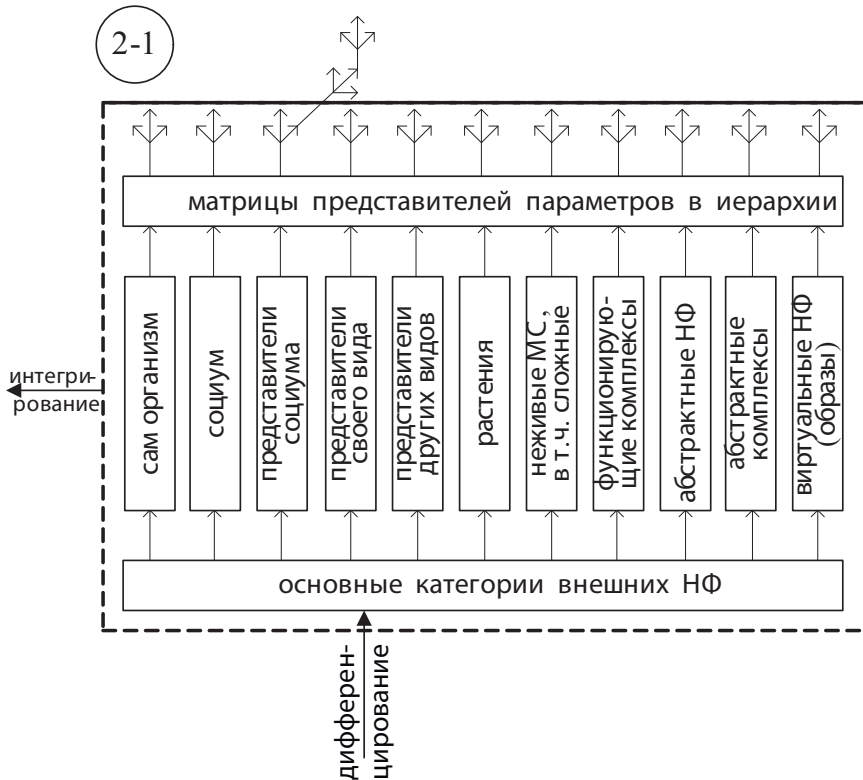 2-1
матрицы представителей параметров в иерархии
интегри-
рование
сам организм
социум
представители
социума
представители
своего вида
представители
других видов
растения
неживые МС,
в т.ч. сложные
функционирую-
щие комплексы
абстрактные НФ
абстрактные
комплексы
виртуальные НФ
(образы)
основные категории внешних НФ
дифферен-
цирование